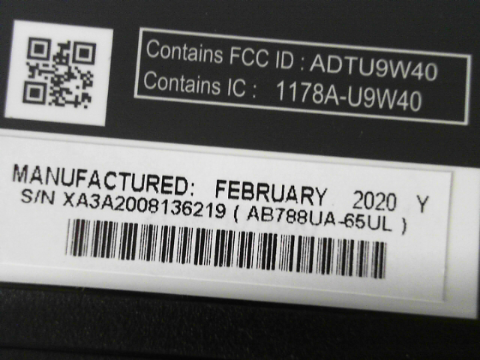 Contains FCC ID : ADTU9W40
Contains IC : 1178A-U9W40
MANUFACTURED: FEBRUARY 2020 Y
S/N XA3A2008136219 ( AB788UA-65UL )